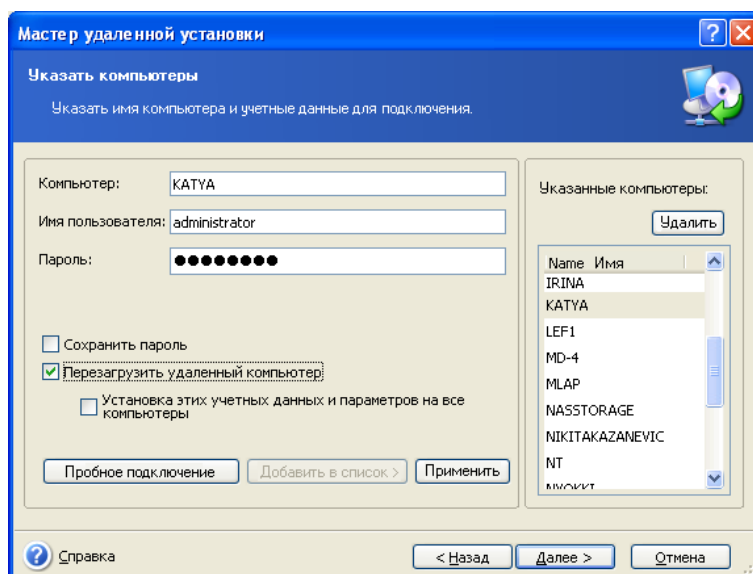 Мастер удаленной установки
Указать компьютеры
Указать имя компьютера и учетные данные для подключения.
Компьютер: KATYA
Имя пользователя: administrator
Пароль: ●●●●●●●●
Сохранить пароль
Перезагрузить удаленный компьютер
Установка этих учетных данных и параметров на все
компьютеры
Пробное подключение
Добавить в список >
Применить
Указанные компьютеры:
Удалить
Name Имя
IRINA
KATYA
LEF1
MD-4
MLAP
NASSTORAGE
NIKITAKAZANEVIC
NT
NYOKKI
Справка
< Назад
Далее >
Отмена